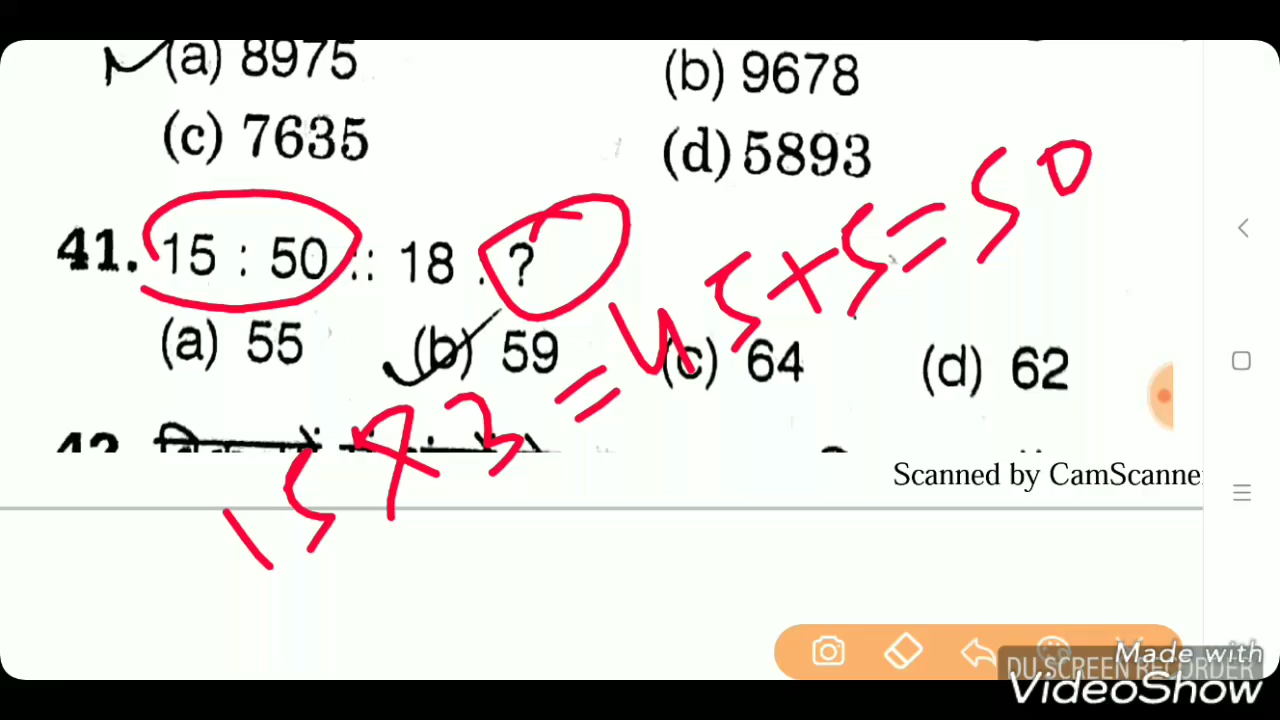 (a) 8975 (b) 9678
(c) 7635 (d) 5893
41. 15 : 50 :: 18 : ?
(a) 55 (b) 59 (c) 64 (d) 62
15 × 3 = 45 × 5 = 50
42.
Scanned by CamScanner
Made with
DU SCREEN RECORDER
VideoShow